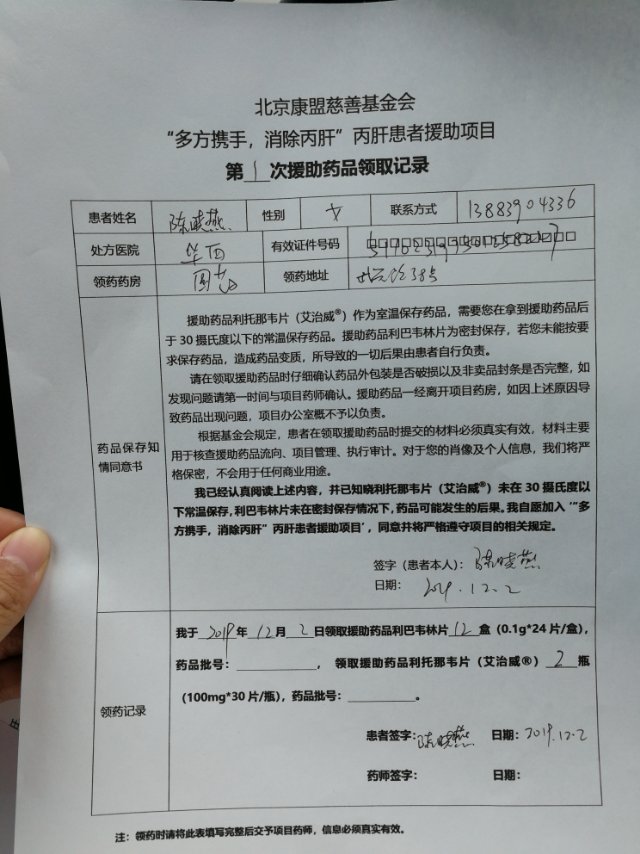 北京康盟慈善基金会
“多方携手，消除丙肝”丙肝患者援助项目
第1次援助药品领取记录
患者姓名 陈晓燕 性别 女 联系方式 13883904336
处方医院 华西 有效证件号码
领药药房 领药地址
援助药品利托那韦片（艾治威®）作为室温保存药品，需要您在拿到援助药品后
于30摄氏度以下的常温保存药品。援助药品利巴韦林片为密封保存，若您未能按要
求保存药品，造成药品变质，所导致的一切后果由患者自行负责。
请在领取援助药品时仔细确认药品外包装是否破损以及非卖品封条是否完整，如
发现问题请第一时间与项目药师确认。援助药品一经离开项目药房，如因上述原因导
致药品出现问题，项目办公室概不予以负责。
根据基金会规定，患者在领取援助药品时提交的材料必须真实有效，材料主要
用于核查援助药品流向、项目管理、执行审计。对于您的肖像及个人信息，我们将严
格保密，不会用于任何商业用途。
药品保存知
情同意书
我已经认真阅读上述内容，并已知晓利托那韦片（艾治威®）未在30摄氏度以
下常温保存，利巴韦林片未在密封保存情况下，药品可能发生的后果。我自愿加入‘“多
方携手，消除丙肝”丙肝患者援助项目’，同意并将严格遵守项目的相关规定。
签字（患者本人）：陈晓燕
日期： 2019.12.2
我于2019年12月2日领取援助药品利巴韦林片12盒（0.1g*24片/盒），
药品批号：，领取援助药品利托那韦片（艾治威®）2瓶
（100mg*30片/瓶），药品批号：。
领药记录
患者签字：陈晓燕 日期：2019.12.2
药师签字： 日期：
注：领药时请将此表填写完整后交予项目药师，信息必须真实有效。